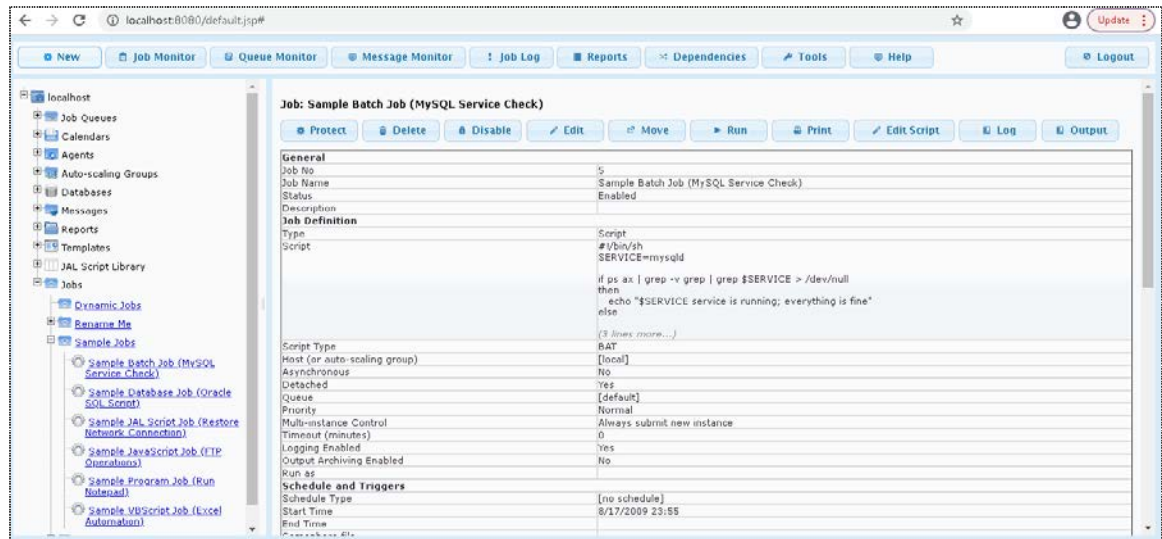 localhost:8080/default.jsp#
Update
New
Job Monitor
Queue Monitor
Message Monitor
Job Log
Reports
Dependencies
Tools
Help
Logout
localhost
Job Queues
Calendars
Agents
Auto-scaling Groups
Databases
Messages
Reports
Templates
JAL Script Library
Jobs
Dynamic Jobs
Rename Me
Sample Jobs
Sample Batch Job (MySQL
Service Check)
Sample Database Job (Oracle
SQL Script)
Sample JAL Script Job (Restore
Network Connection)
Sample JavaScript Job (FTP
Operations)
Sample Program Job (Run
Notepad)
Sample VBScript Job (Excel
Automation)
Job: Sample Batch Job (MySQL Service Check)
Protect
Delete
Disable
Edit
Move
Run
Print
Edit Script
Log
Output
General
Job No 5
Job Name Sample Batch Job (MySQL Service Check)
Status Enabled
Description
Job Definition
Type Script
Script #!/bin/sh
SERVICE=mysqld
if ps ax | grep -v grep | grep $SERVICE > /dev/null
then
echo "$SERVICE service is running; everything is fine"
else
(3 lines more...)
Script Type BAT
Host (or auto-scaling group) [local]
Asynchronous No
Detached Yes
Queue [default]
Priority Normal
Multi-instance Control Always submit new instance
Timeout (minutes) 0
Logging Enabled Yes
Output Archiving Enabled No
Run as
Schedule and Triggers
Schedule Type [no schedule]
Start Time 8/17/2009 23:55
End Time